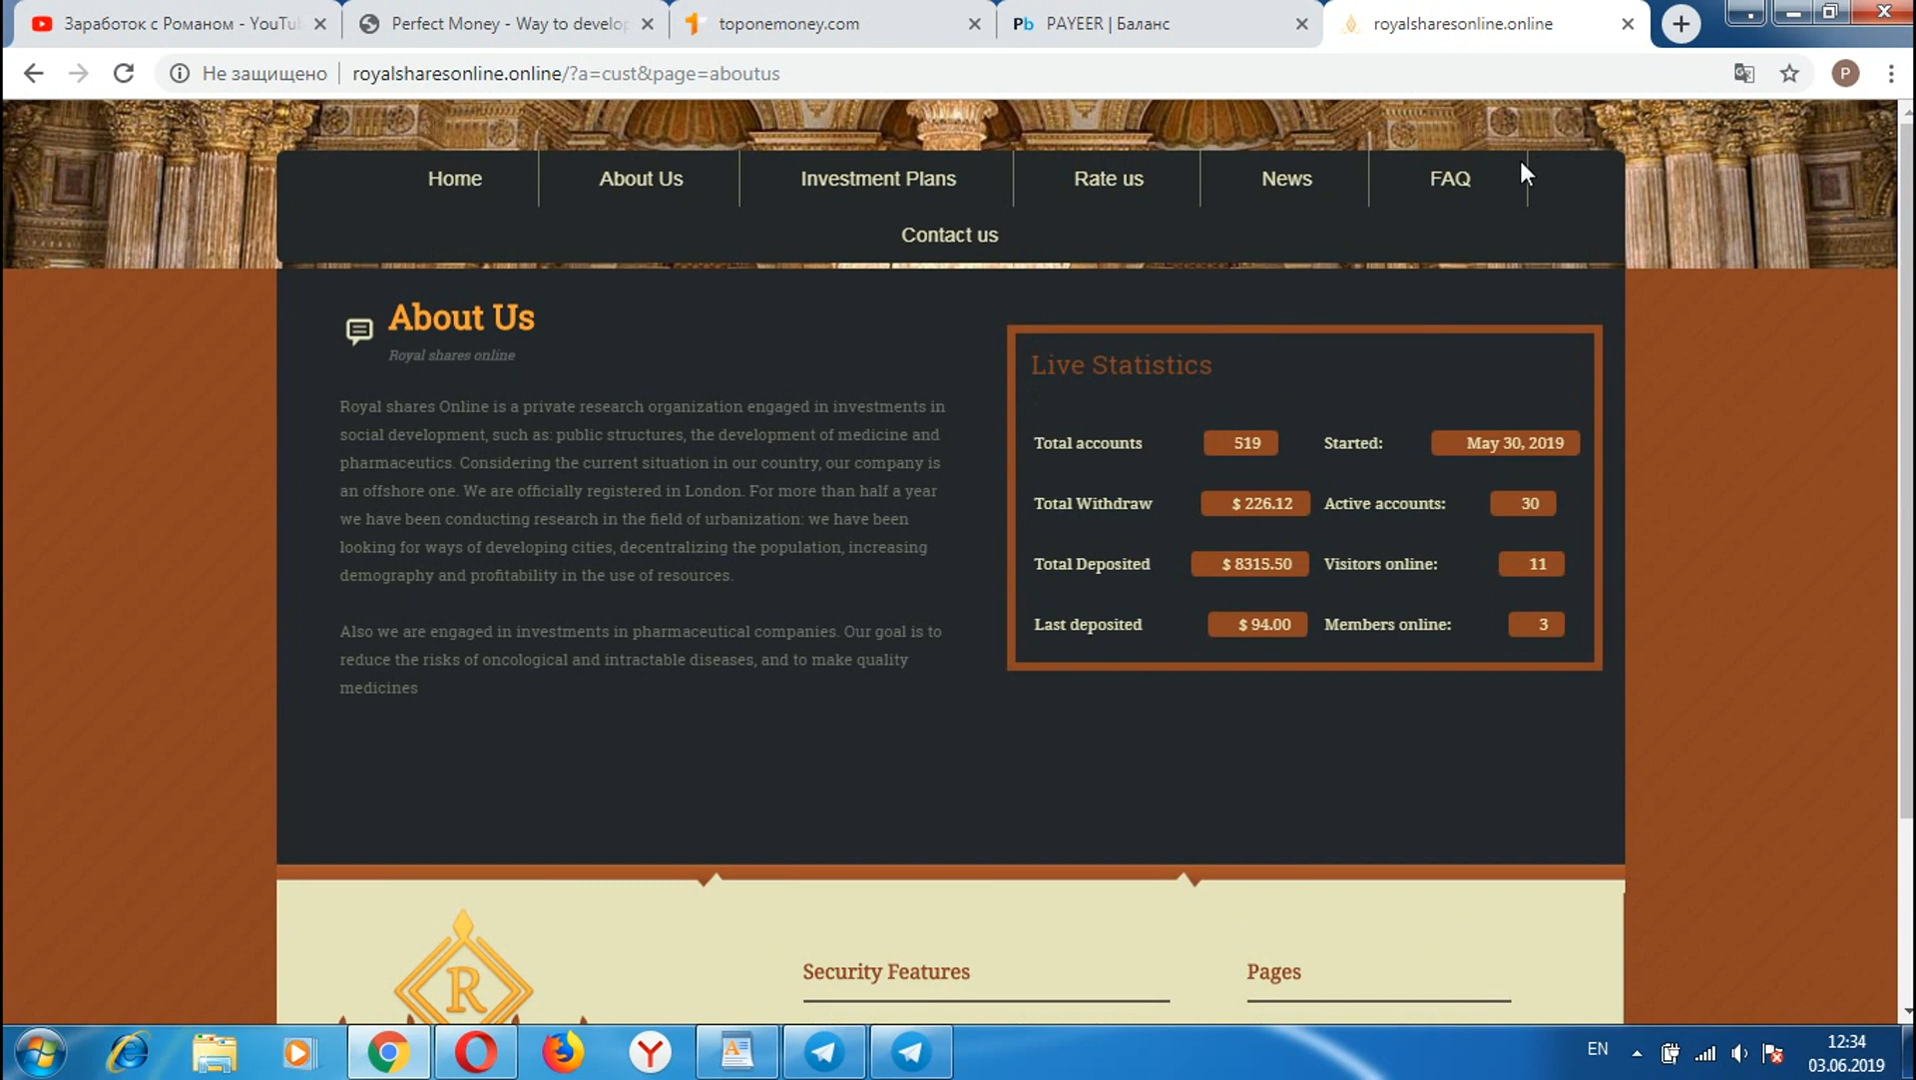 Заработок с Романом - YouTu
Perfect Money - Way to develop
toponemoney.com
Pb PAYEER | Баланс
royalsharesonline.online
Не защищено
royalsharesonline.online/?a=cust&page=aboutus
P
Home
About Us
Investment Plans
Rate us
News
FAQ
Contact us
About Us
Royal shares online
Royal shares Online is a private research organization engaged in investments in
social development, such as: public structures, the development of medicine and
pharmaceutics. Considering the current situation in our country, our company is
an offshore one. We are officially registered in London. For more than half a year
we have been conducting research in the field of urbanization: we have been
looking for ways of developing cities, decentralizing the population, increasing
demography and profitability in the use of resources.
Also we are engaged in investments in pharmaceutical companies. Our goal is to
reduce the risks of oncological and intractable diseases, and to make quality
medicines
Live Statistics
Total accounts 519 Started: May 30, 2019
Total Withdraw $ 226.12 Active accounts: 30
Total Deposited $ 8315.50 Visitors online: 11
Last deposited $ 94.00 Members online: 3
R
Security Features
Pages
EN
12:34
03.06.2019